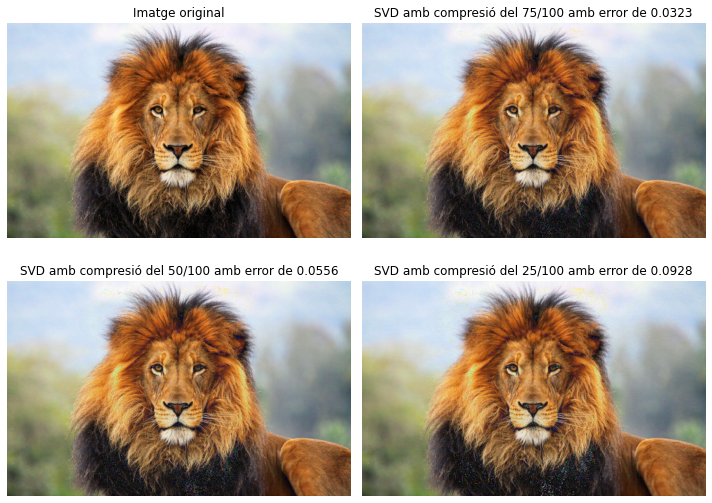 Imatge original
SVD amb compresió del 75/100 amb error de 0.0323
SVD amb compresió del 50/100 amb error de 0.0556
SVD amb compresió del 25/100 amb error de 0.0928